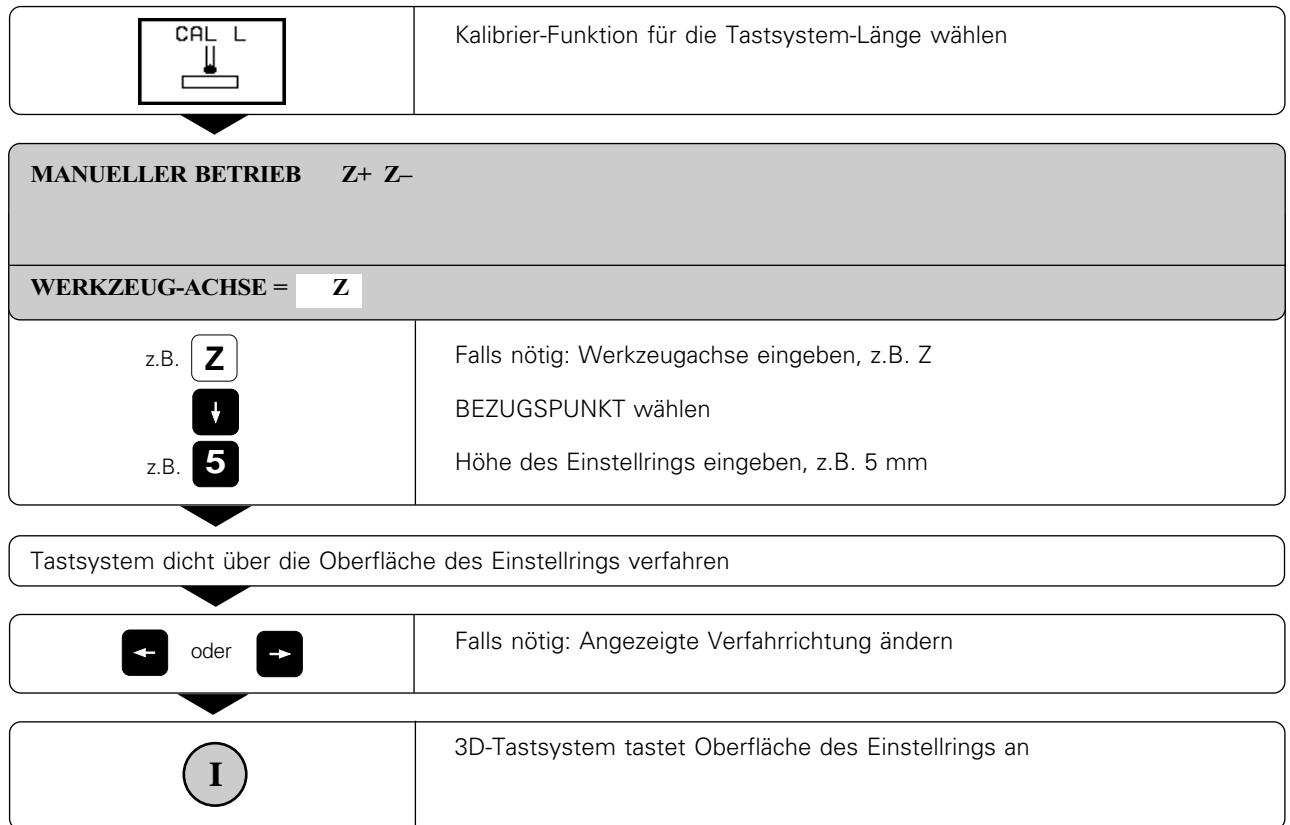 CAL L
Kalibrier-Funktion für die Tastsystem-Länge wählen
MANUELLER BETRIEB Z+ Z–
WERKZEUG-ACHSE = Z
z.B. Z
Falls nötig: Werkzeugachse eingeben, z.B. Z
BEZUGSPUNKT wählen
z.B. 5
Höhe des Einstellrings eingeben, z.B. 5 mm
Tastsystem dicht über die Oberfläche des Einstellrings verfahren
oder
Falls nötig: Angezeigte Verfahrrichtung ändern
I
3D-Tastsystem tastet Oberfläche des Einstellrings an